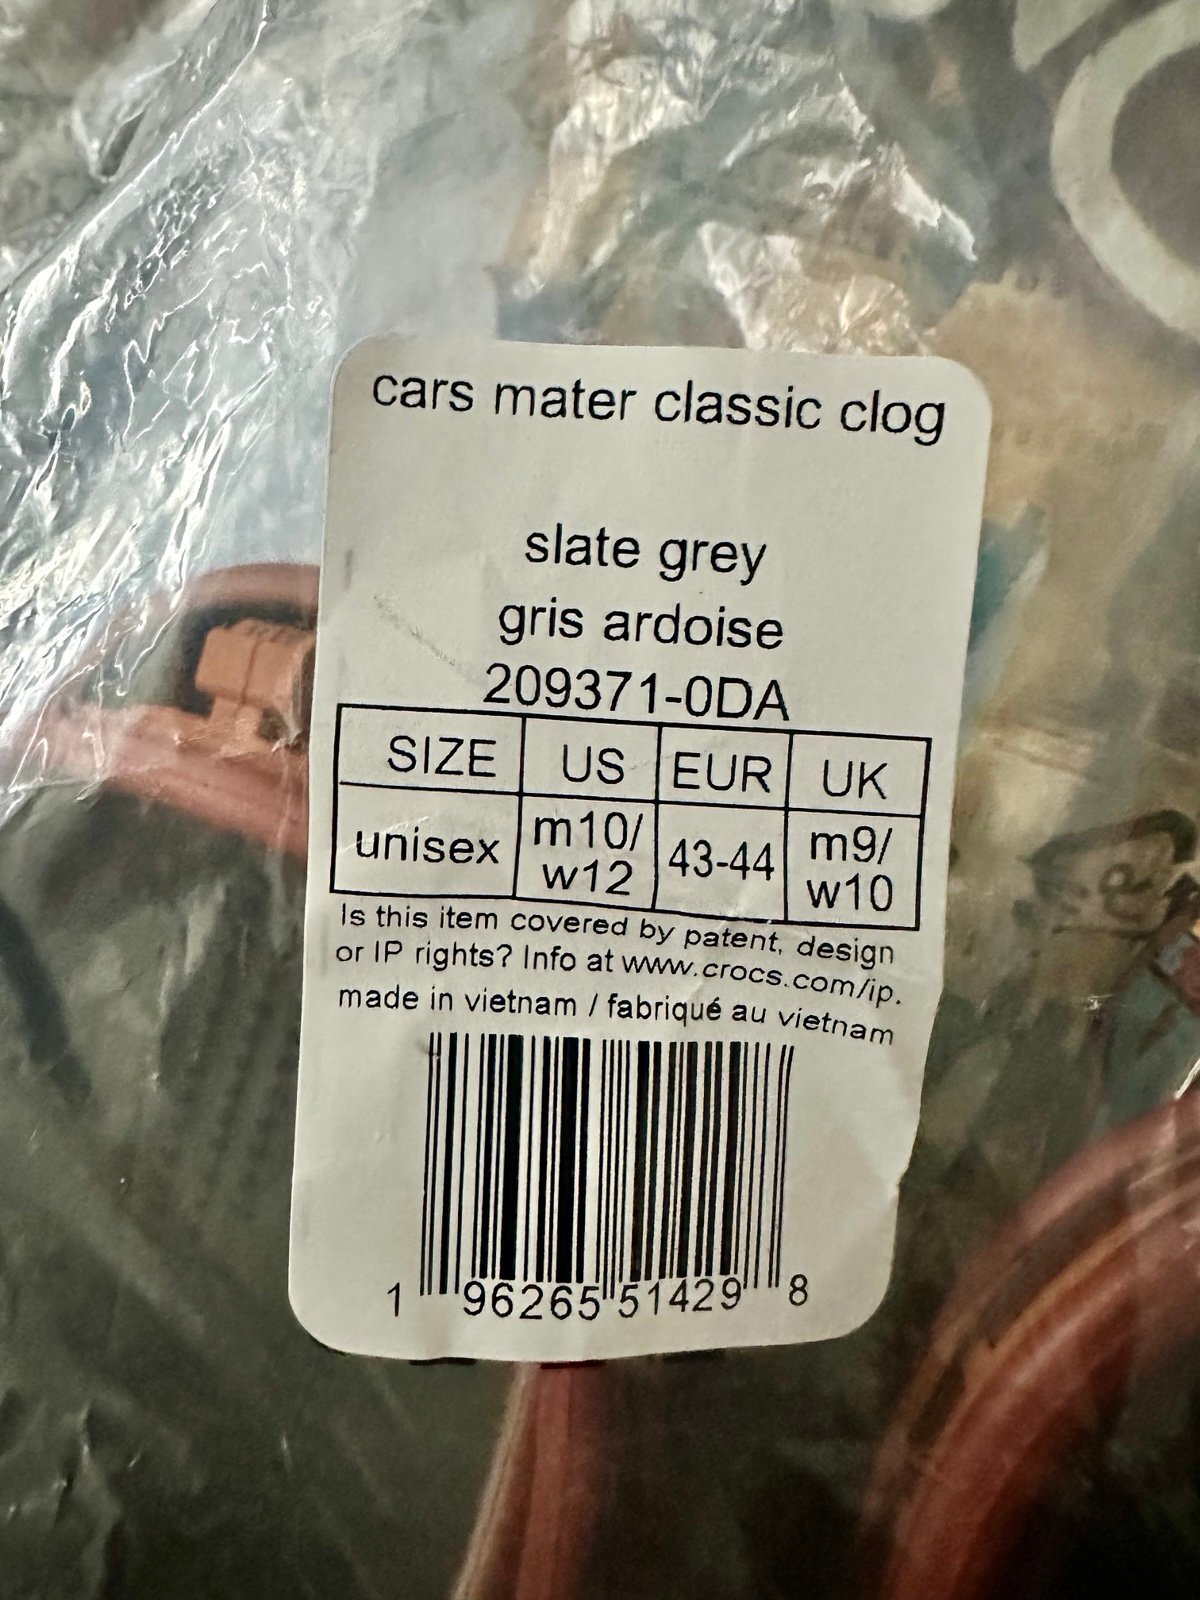 cars mater classic clog
slate grey
gris ardoise
209371-0DA
SIZE US EUR UK
unisex m10/ w12 43-44 m9/ w10
Is this item covered by patent, design
or IP rights? Info at www.crocs.com/ip.
made in vietnam / fabriqué au vietnam
1 96265 51429 8